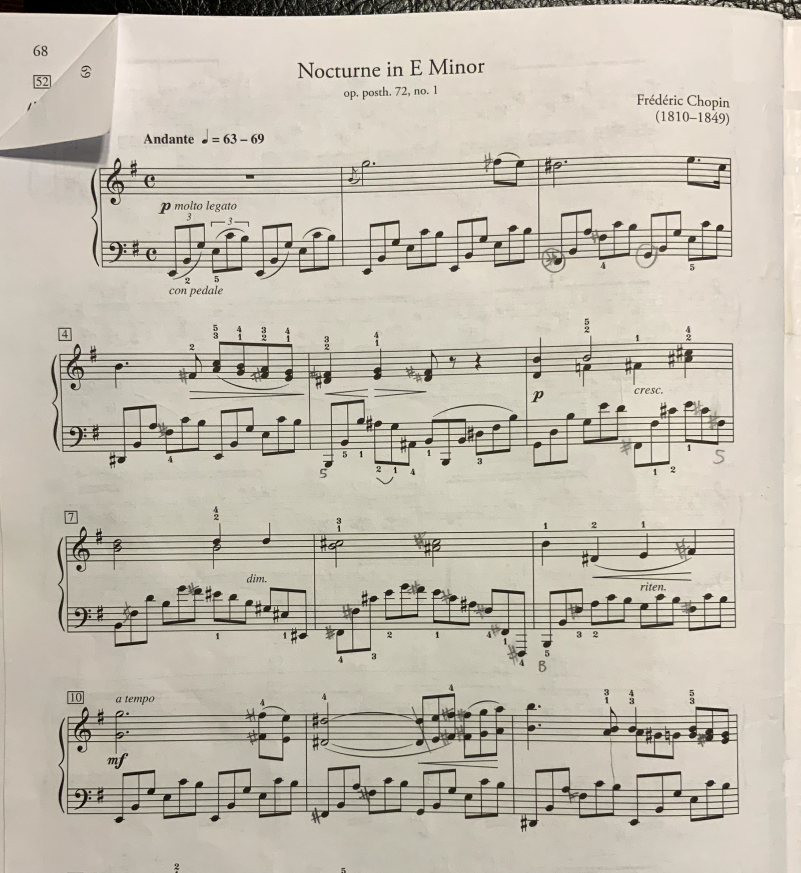 68
52
Nocturne in E Minor
op. posth. 72, no. 1
Frédéric Chopin
(1810–1849)
Andante ♩ = 63 – 69
p molto legato
3 3
2 5
con pedale
4 5
4
2 5 3 4 1 3 2 4 1 3 2 4 1 5 2 1 4 2
p cresc.
4 5 5 1 2 1 4 1 3 1 2 5
7
4 2 3 1 1 2 1
dim. riten.
1 1 4 3 2 1 4 1 4 5 3 2
B
10
a tempo
4 4 4 3 1 4 3 5 3
mf
2 5